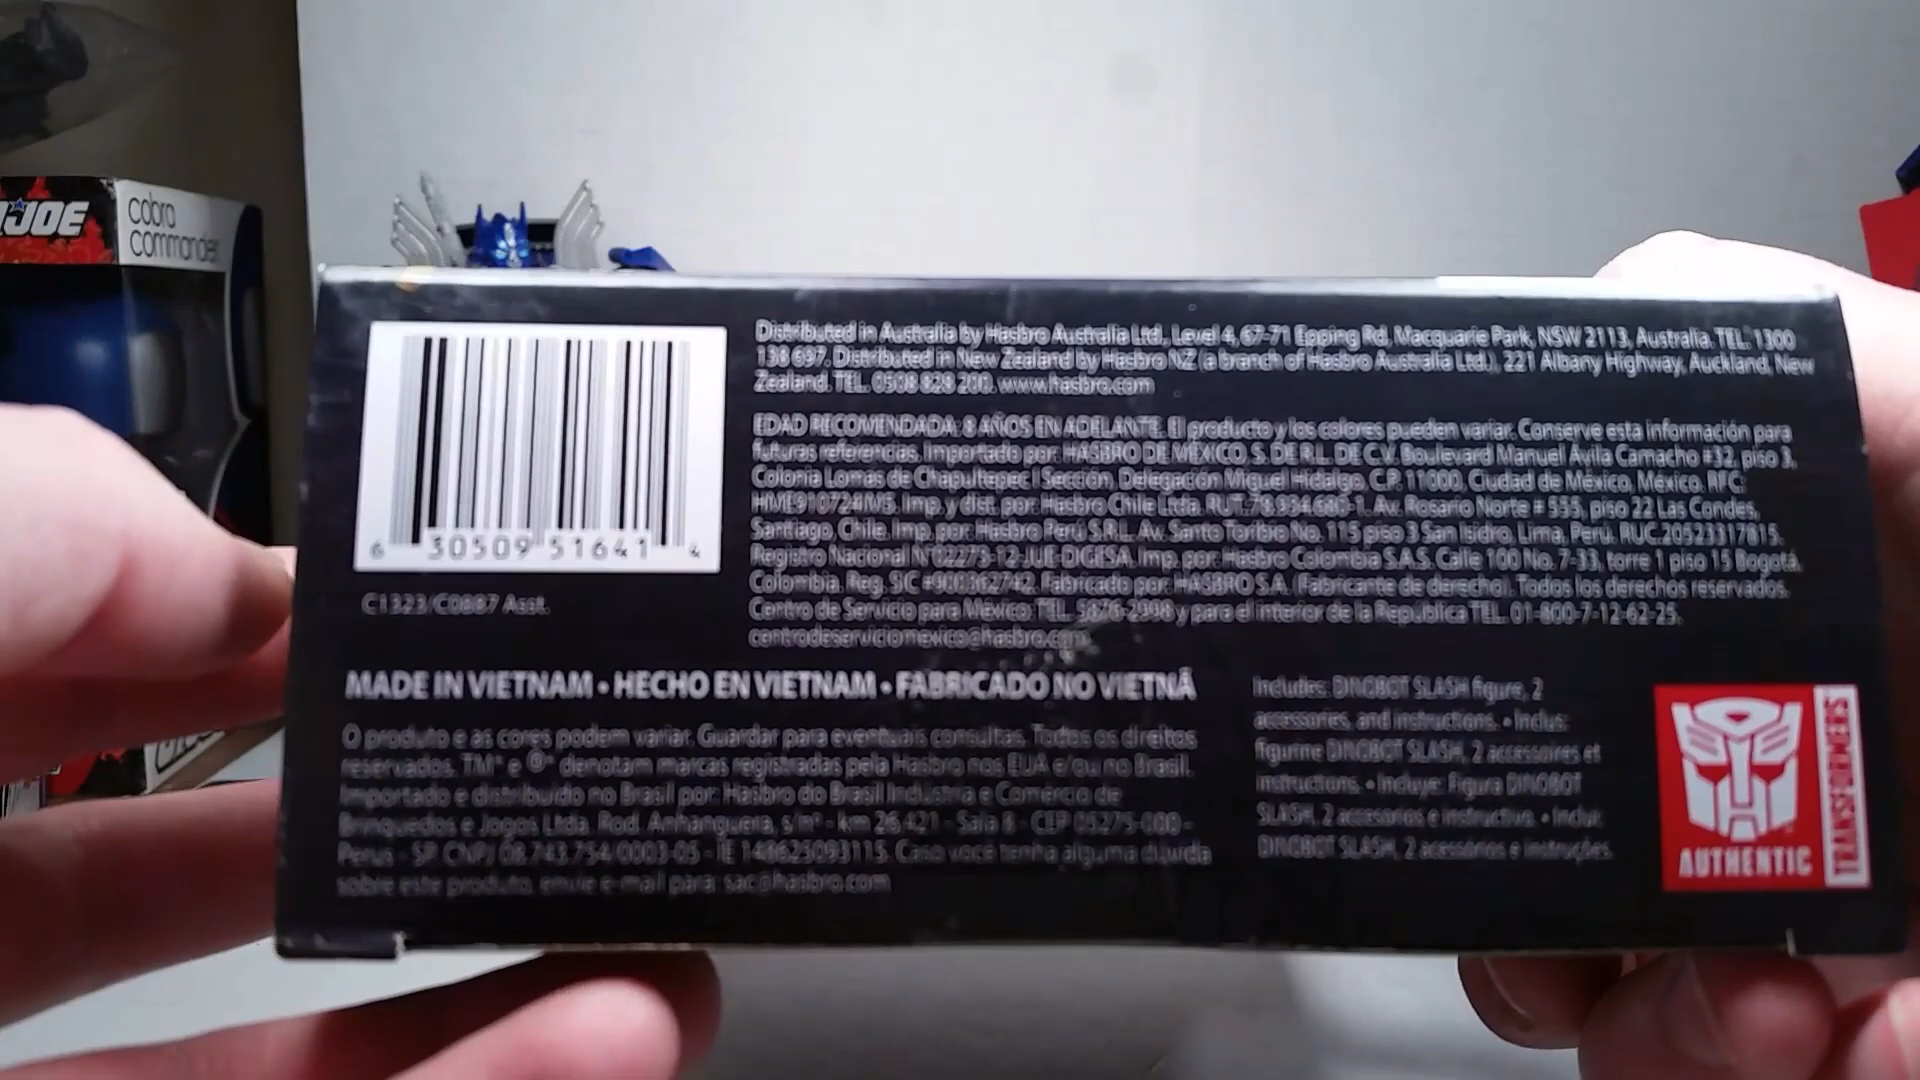 JOE
cobra
commander
Distributed in Australia by Hasbro Australia Ltd., Level 4, 67-71 Epping Rd, Macquarie Park, NSW 2113, Australia. TEL: 1300
138 697. Distributed in New Zealand by Hasbro NZ (a branch of Hasbro Australia Ltd.), 221 Albany Highway, Auckland, New
Zealand. TEL. 0508 828 200. www.hasbro.com
EDAD RECOMENDADA: 8 AÑOS EN ADELANTE. El producto y los colores pueden variar. Conserve esta información para
futuras referencias. Importado por: HASBRO DE MEXICO S. DE R.L. DE C.V. Boulevard Manuel Ávila Camacho #32, piso 3,
Colonia Lomas de Chapultepec I Sección, Delegación Miguel Hidalgo, C.P. 11000, Ciudad de México, México. RFC:
HME910724IM5. Imp. y dist. por: Hasbro Chile Ltda. RUT: 78.934.680-1. Av. Rosario Norte # 555, piso 22 Las Condes,
Santiago, Chile. Imp. por: Hasbro Perú S.R.L. Av. Santo Toribio No. 115 piso 3 San Isidro, Lima, Perú. RUC 20523317815.
Registro Nacional N° 02273-12-JUE-DIGESA. Imp. por: Hasbro Colombia S.A.S. Calle 100 No. 7-33, torre 1 piso 15 Bogotá,
Colombia. Reg. SIC #900362742. Fabricado por: HASBRO S.A. (Fabricante de derecho). Todos los derechos reservados.
Centro de Servicio para México: TEL. 5876-2998 y para el interior de la República TEL. 01-800-7-12-62-25.
centrodeserviciomexico@hasbro.com
6 30509 51641 4
C1323/C0887 Asst.
MADE IN VIETNAM • HECHO EN VIETNAM • FABRICADO NO VIETNÃ
O produto e as cores podem variar. Guardar para eventuais consultas. Todos os direitos
reservados. TM* e ®* denotam marcas registradas pela Hasbro nos EUA e/ou no Brasil.
Importado e distribuído no Brasil por: Hasbro do Brasil Indústria e Comércio de
Brinquedos e Jogos Ltda. Rod. Anhanguera, s/nº - km 26 421 - Sala 8 - CEP 05275-000 -
Perus - SP. CNPJ 08.743.754/0003-05 - IE 148625093115. Caso você tenha alguma dúvida
sobre este produto, envie e-mail para: sac@hasbro.com
Includes: DINOBOT SLASH figure, 2
accessories, and instructions. • Inclus:
figurine DINOBOT SLASH, 2 accessoires et
instructions. • Incluye: Figura DINOBOT
SLASH, 2 accesorios e instructivo. • Inclui:
DINOBOT SLASH, 2 acessórios e instruções.
AUTHENTIC
TRANSFORMERS